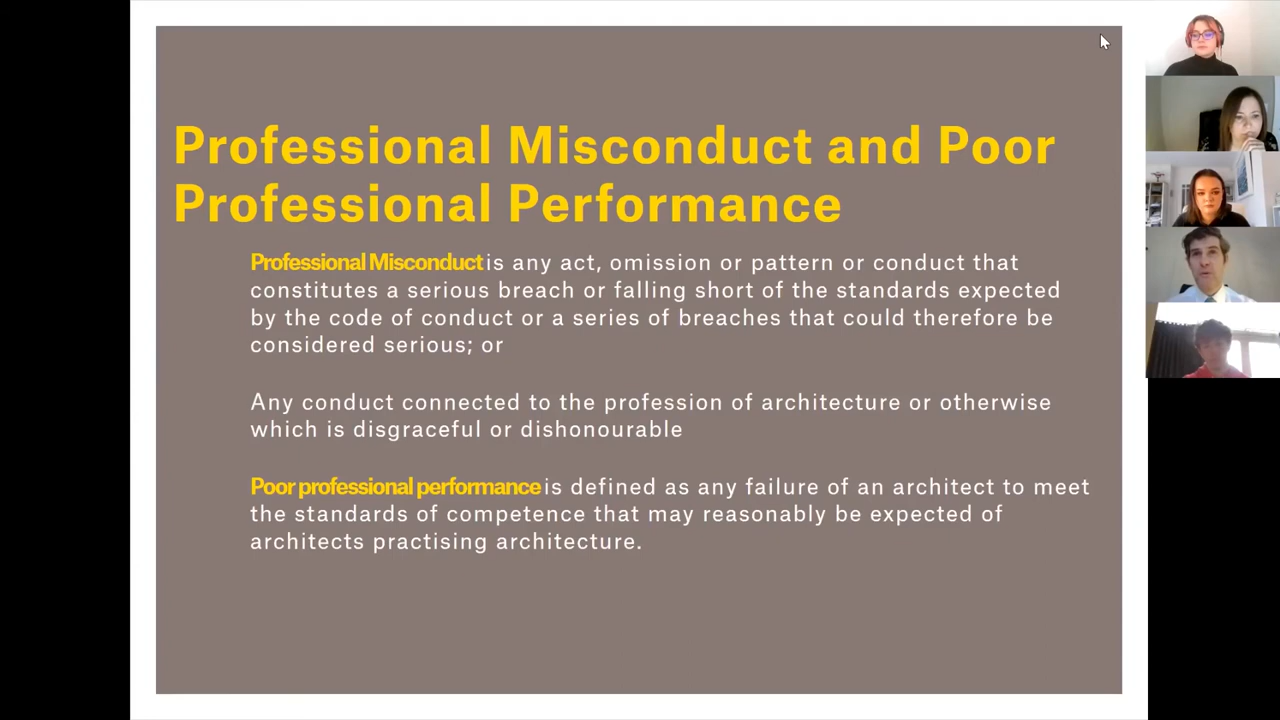 Professional Misconduct and Poor
Professional Performance
Professional Misconduct is any act, omission or pattern or conduct that
constitutes a serious breach or falling short of the standards expected
by the code of conduct or a series of breaches that could therefore be
considered serious; or
Any conduct connected to the profession of architecture or otherwise
which is disgraceful or dishonourable
Poor professional performance is defined as any failure of an architect to meet
the standards of competence that may reasonably be expected of
architects practising architecture.